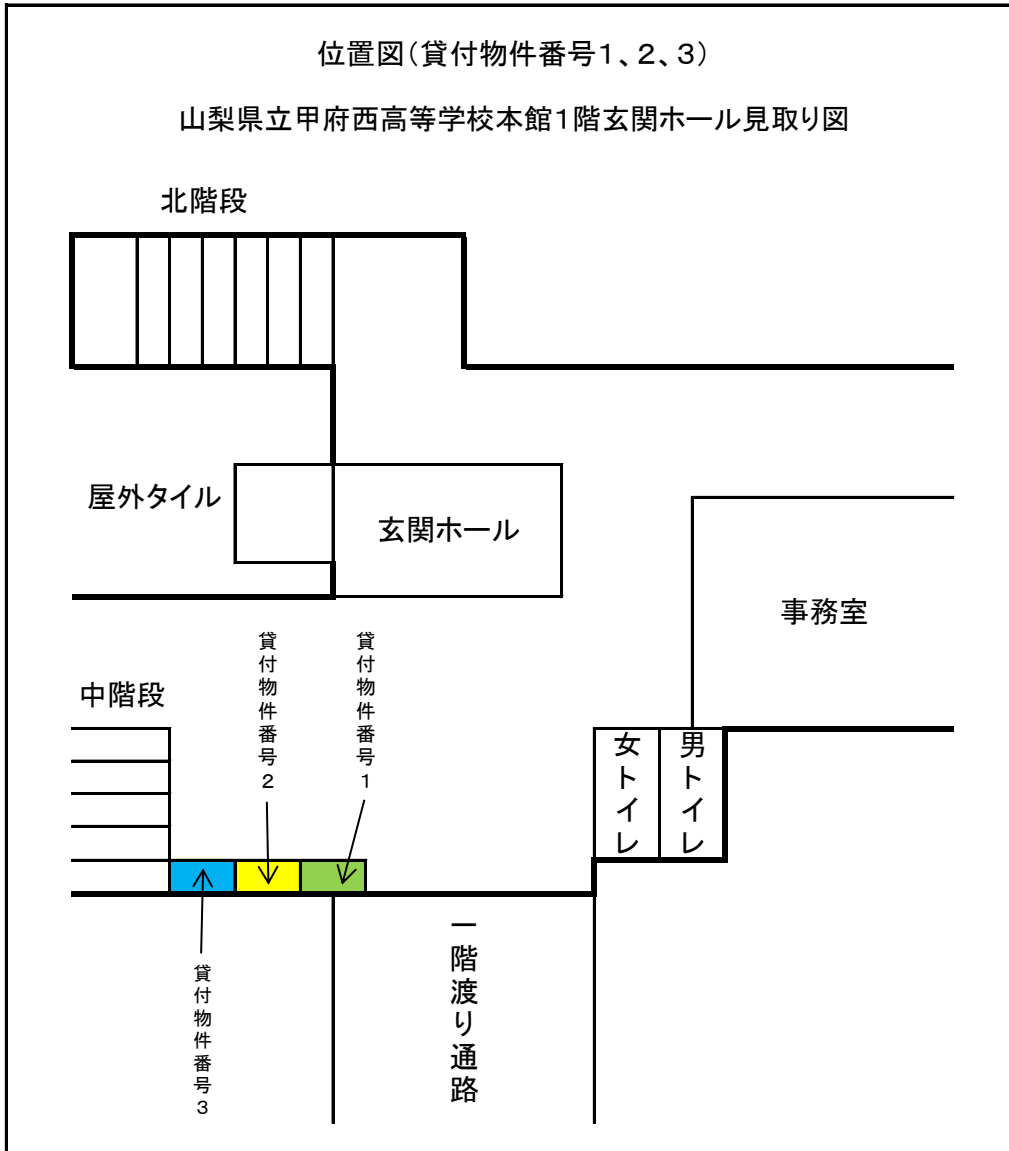 位置図(貸付物件番号１、２、３)
山梨県立甲府西高等学校本館１階玄関ホール見取り図
北階段
屋外タイル
玄関ホール
事務室
貸付物件番号２
貸付物件番号１
中階段
女トイレ
男トイレ
一階渡り通路
貸付物件番号３